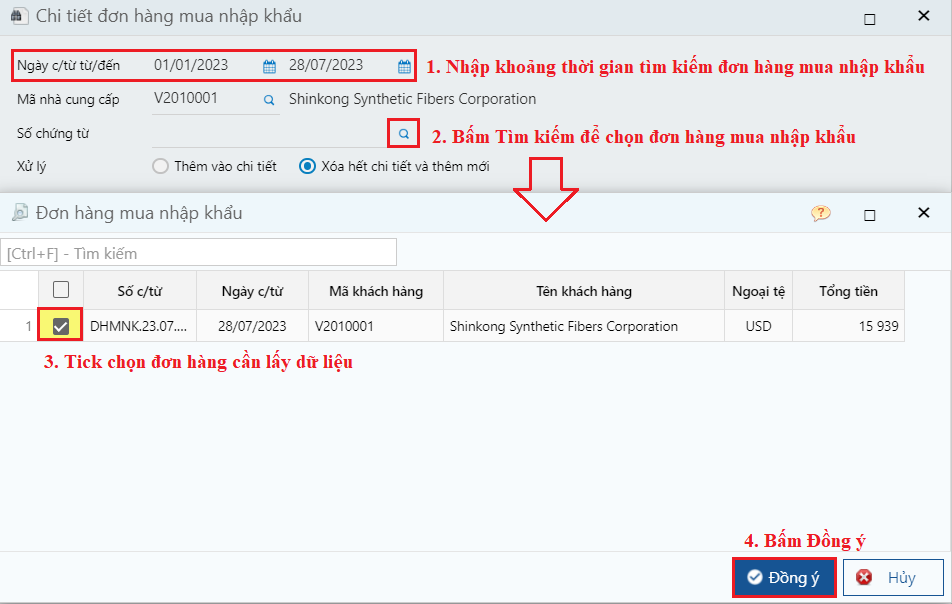 Chi tiết đơn hàng mua nhập khẩu
Ngày c/từ từ/đến 01/01/2023 28/07/2023 1. Nhập khoảng thời gian tìm kiếm đơn hàng mua nhập khẩu
Mã nhà cung cấp V2010001 Shinkong Synthetic Fibers Corporation
Số chứng từ 2. Bấm Tìm kiếm để chọn đơn hàng mua nhập khẩu
Xử lý Thêm vào chi tiết Xóa hết chi tiết và thêm mới
Đơn hàng mua nhập khẩu ?
[Ctrl+F] - Tìm kiếm
Số c/từ Ngày c/từ Mã khách hàng Tên khách hàng Ngoại tệ Tổng tiền
1 DHMNK.23.07.... 28/07/2023 V2010001 Shinkong Synthetic Fibers Corporation USD 15 939
3. Tick chọn đơn hàng cần lấy dữ liệu
4. Bấm Đồng ý
Đồng ý Hủy